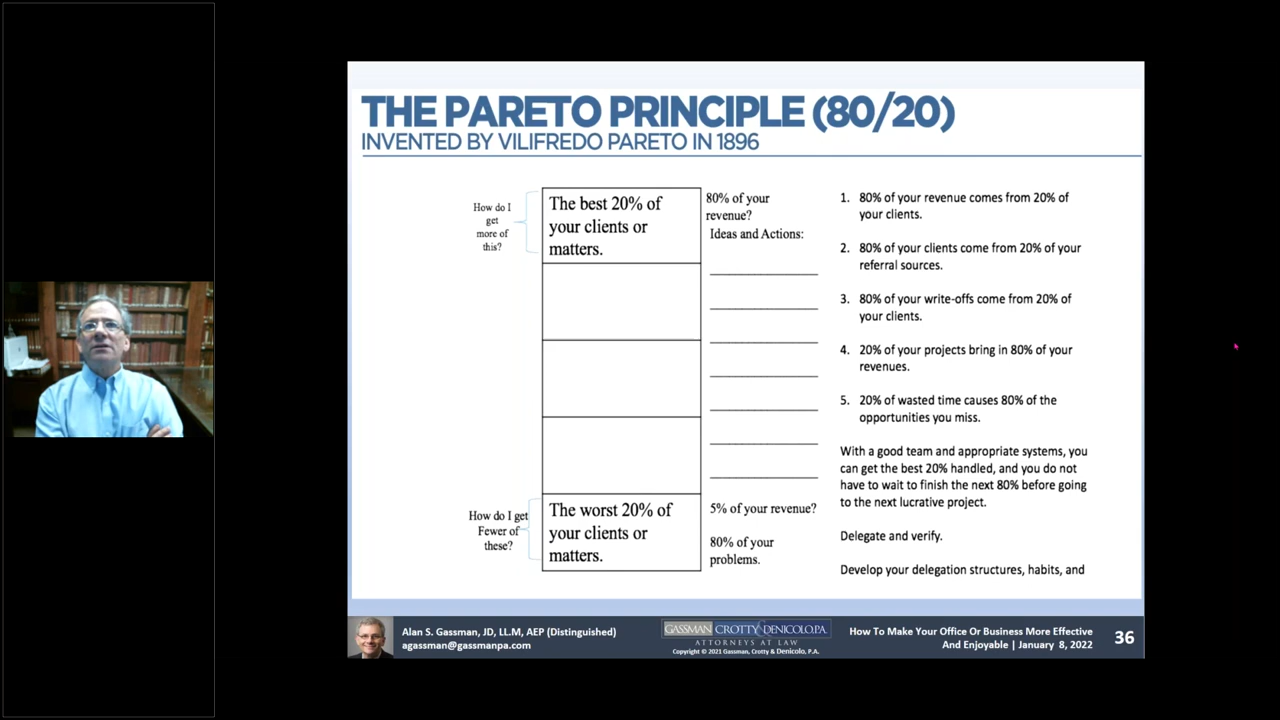 THE PARETO PRINCIPLE (80/20)
INVENTED BY VILIFREDO PARETO IN 1896
How do I
get
more of
this?
The best 20% of
your clients or
matters.
80% of your
revenue?
Ideas and Actions:
The worst 20% of
your clients or
matters.
How do I get
Fewer of
these?
5% of your revenue?
80% of your
problems.
1. 80% of your revenue comes from 20% of
your clients.
2. 80% of your clients come from 20% of your
referral sources.
3. 80% of your write-offs come from 20% of
your clients.
4. 20% of your projects bring in 80% of your
revenues.
5. 20% of wasted time causes 80% of the
opportunities you miss.
With a good team and appropriate systems, you
can get the best 20% handled, and you do not
have to wait to finish the next 80% before going
to the next lucrative project.
Delegate and verify.
Develop your delegation structures, habits, and
Alan S. Gassman, JD, LL.M, AEP (Distinguished)
agassman@gassmanpa.com
GASSMAN CROTTY DENICOLO, P.A.
ATTORNEYS AT LAW
Copyright © 2021 Gassman, Crotty & Denicolo, P.A.
How To Make Your Office Or Business More Effective
And Enjoyable | January 8, 2022
36